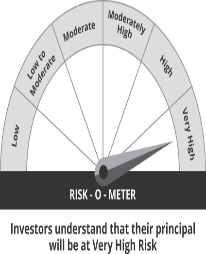 Low
Low to
Moderate
Moderate
Moderately
High
High
Very High
RISK - O - METER
Investors understand that their principal
will be at Very High Risk